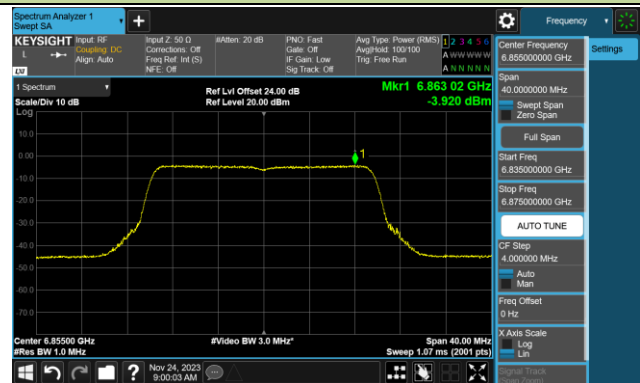 Spectrum Analyzer 1
Swept SA
Frequency
KEYSIGHT
Input: RF
Coupling: DC
Align: Auto
Input Z: 50 Ω
Corrections: Off
Freq Ref: Int (S)
NFE: Off
#Atten: 20 dB
PNO: Fast
Gate: Off
IF Gain: Low
Sig Track: Off
Avg Type: Power (RMS)
Avg|Hold: 100/100
Trig: Free Run
1 2 3 4 5 6
A W W W W W
A N N N N N
L
LXI
1 Spectrum
Scale/Div 10 dB
Log
Ref Lvl Offset 24.00 dB
Ref Level 20.00 dBm
Mkr1 6.863 02 GHz
-3.920 dBm
10.0
0.00
-10.0
-20.0
-30.0
-40.0
-50.0
-60.0
-70.0
1
Center 6.85500 GHz
#Res BW 1.0 MHz
#Video BW 3.0 MHz*
Span 40.00 MHz
Sweep 1.07 ms (2001 pts)
Nov 24, 2023
9:00:03 AM
Center Frequency
6.855000000 GHz
Settings
Span
40.0000000 MHz
Swept Span
Zero Span
Full Span
Start Freq
6.835000000 GHz
Stop Freq
6.875000000 GHz
AUTO TUNE
CF Step
4.000000 MHz
Auto
Man
Freq Offset
0 Hz
X Axis Scale
Log
Lin
Signal Track
(Span Zoom)